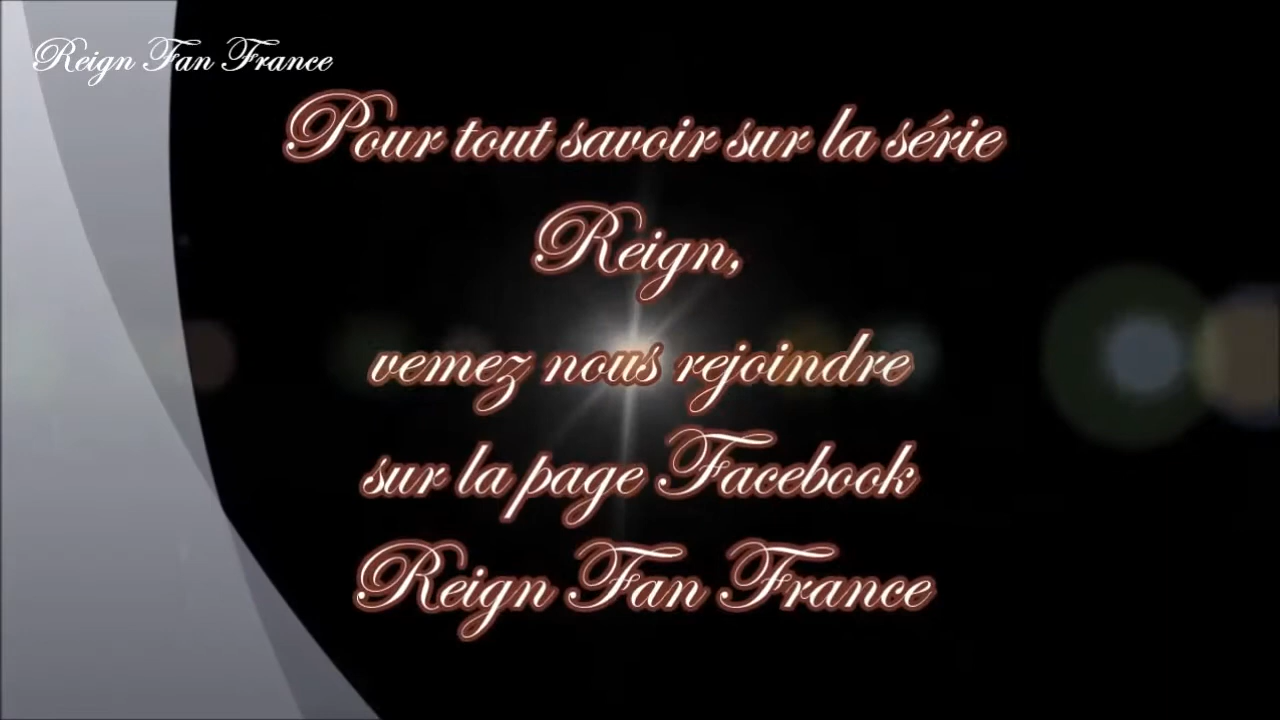 Reign Fan France
Pour tout savoir sur la série
Reign,
vemez nous rejoindre
sur la page Facebook
Reign Fan France